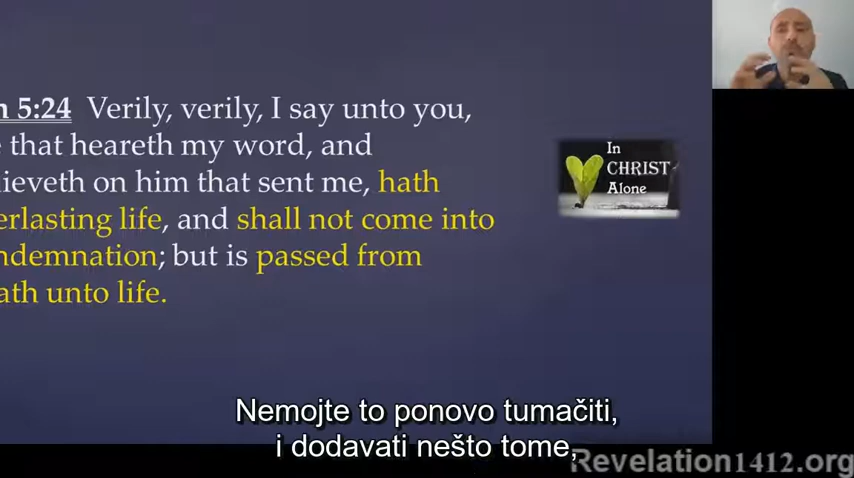 n 5:24 Verily, verily, I say unto you,
e that heareth my word, and
lieveth on him that sent me, hath
erlasting life, and shall not come into
ndemnation; but is passed from
ath unto life.
In
CHRIST
Alone
Nemojte to ponovo tumačiti,
i dodavati nešto tome,
Revelation1412.org